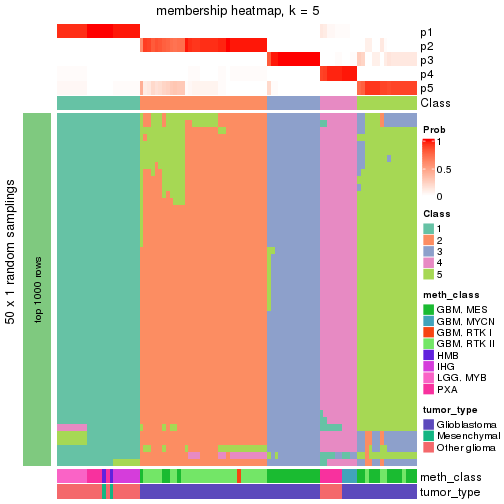 membership heatmap, k = 5
p1
p2
p3
p4
p5
Class
50 x 1 random samplings
top 1000 rows
Prob
1
0.5
0
Class
1
2
3
4
5
meth_class
GBM. MES
GBM. MYCN
GBM. RTK I
GBM. RTK II
HMB
IHG
LGG. MYB
PXA
tumor_type
Glioblastoma
Mesenchymal
Other glioma
meth_class
tumor_type